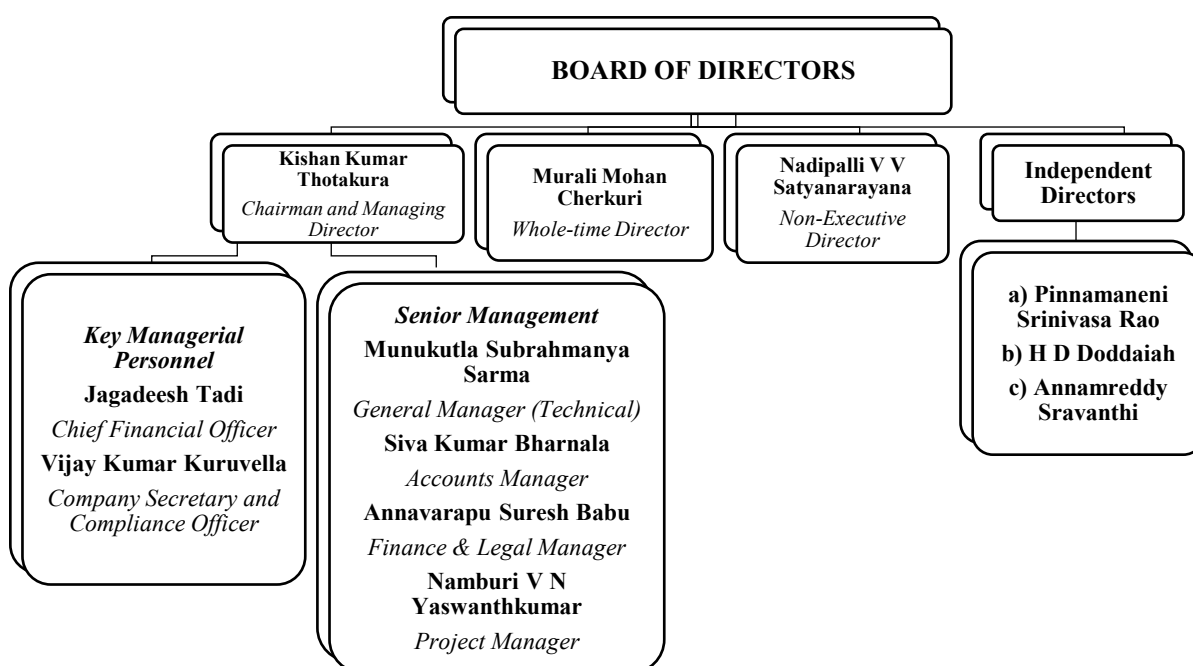 BOARD OF DIRECTORS
Kishan Kumar
Thotakura
Chairman and Managing
Director
Murali Mohan
Cherkuri
Whole-time Director
Nadipalli V V
Satyanarayana
Non-Executive
Director
Independent
Directors
Key Managerial
Personnel
Jagadeesh Tadi
Chief Financial Officer
Vijay Kumar Kuruvella
Company Secretary and
Compliance Officer
Senior Management
Munukutla Subrahmanya
Sarma
General Manager (Technical)
Siva Kumar Bharnala
Accounts Manager
Annavarapu Suresh Babu
Finance & Legal Manager
Namburi V N
Yaswanthkumar
Project Manager
a) Pinnamaneni
Srinivasa Rao
b) H D Doddaiah
c) Annamreddy
Sravanthi